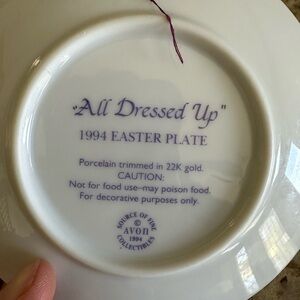 "All Dressed Up"
1994 EASTER PLATE
Porcelain trimmed in 22K gold.
CAUTION:
Not for food use–may poison food.
For decorative purposes only.
SOURCE OF FINE
©
AVON
1994
COLLECTIBLES